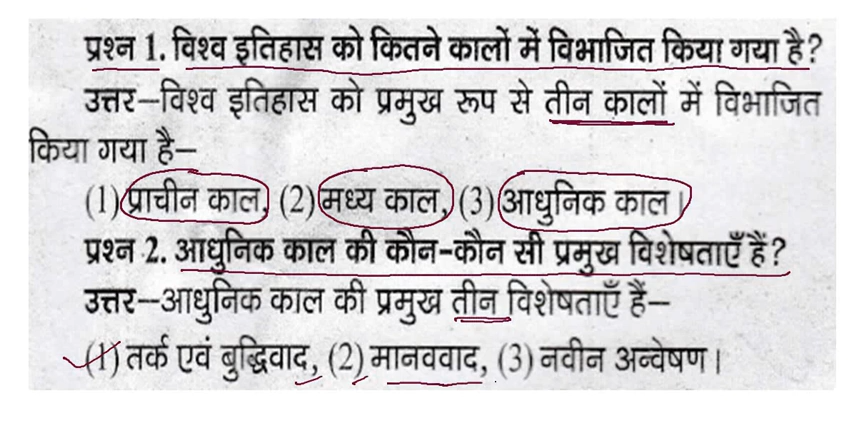 प्रश्न 1. विश्व इतिहास को कितने कालों में विभाजित किया गया है?
उत्तर–विश्व इतिहास को प्रमुख रूप से तीन कालों में विभाजित
किया गया है–
(1) प्राचीन काल, (2) मध्य काल, (3) आधुनिक काल।
प्रश्न 2. आधुनिक काल की कौन-कौन सी प्रमुख विशेषताएँ हैं?
उत्तर–आधुनिक काल की प्रमुख तीन विशेषताएँ हैं–
(1) तर्क एवं बुद्धिवाद, (2) मानववाद, (3) नवीन अन्वेषण।